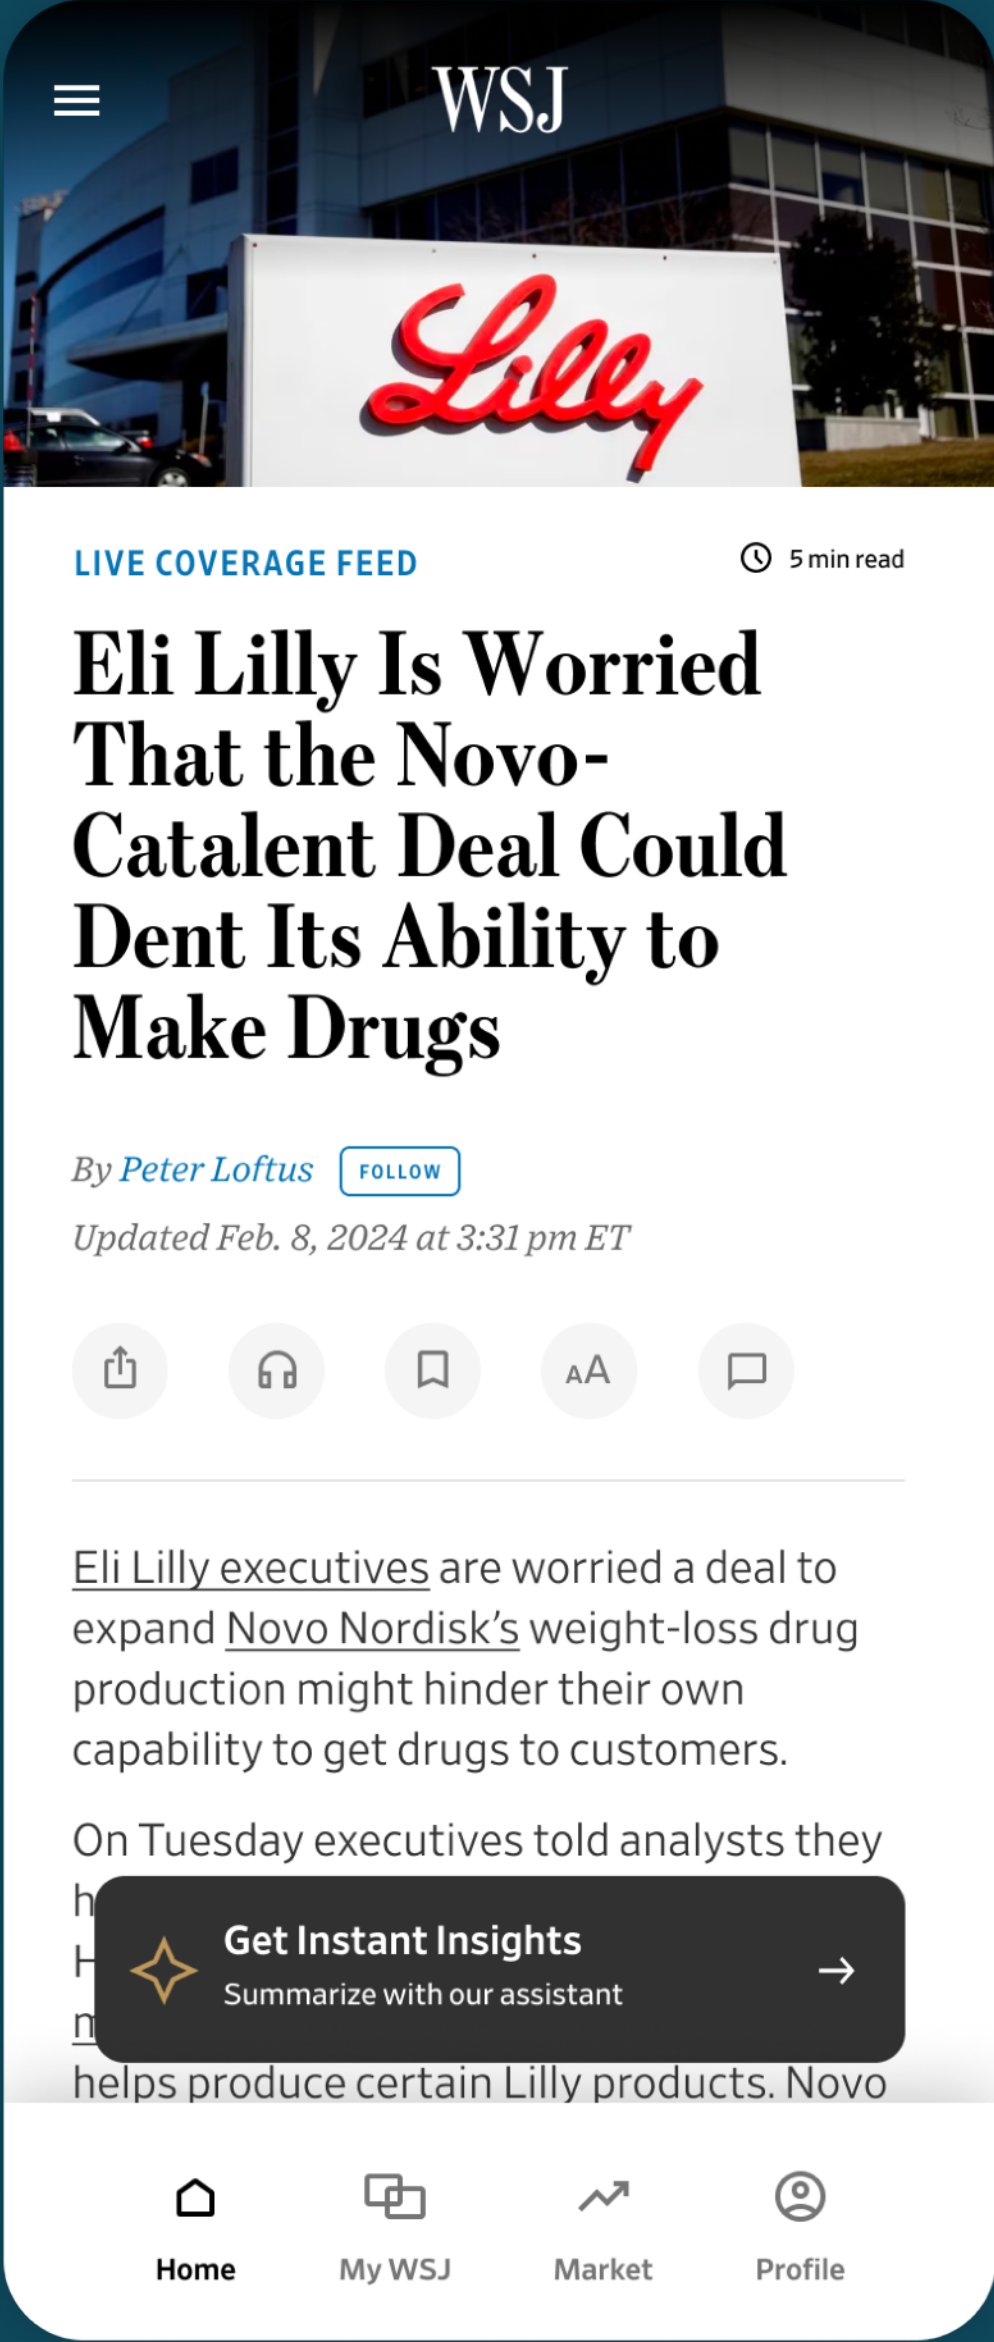 WSJ
Lilly
LIVE COVERAGE FEED
5 min read
Eli Lilly Is Worried
That the Novo-
Catalent Deal Could
Dent Its Ability to
Make Drugs
By Peter Loftus
FOLLOW
Updated Feb. 8, 2024 at 3:31 pm ET
AA
Eli Lilly executives are worried a deal to
expand Novo Nordisk’s weight-loss drug
production might hinder their own
capability to get drugs to customers.
On Tuesday executives told analysts they
Get Instant Insights
Summarize with our assistant
helps produce certain Lilly products. Novo
Home
My WSJ
Market
Profile